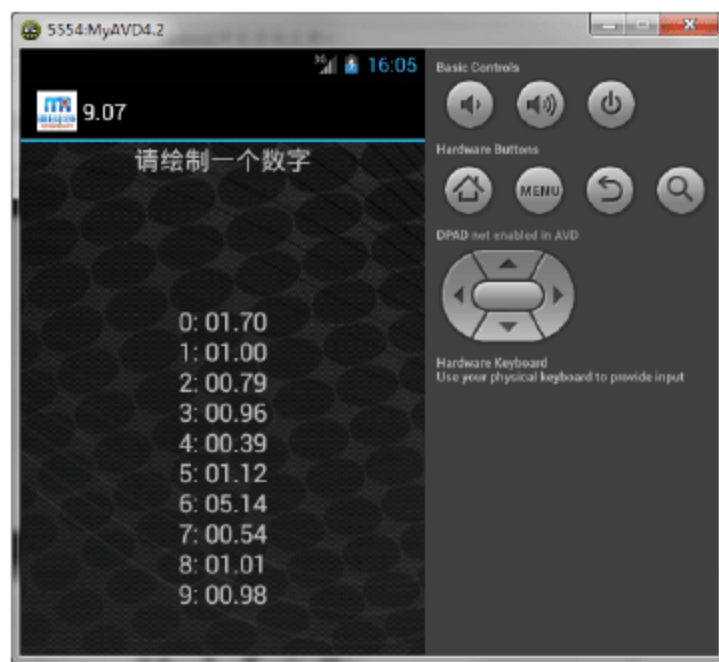 5554:MyAVD4.2
3G 16:05
9.07
请绘制一个数字
0: 01.70
1: 01.00
2: 00.79
3: 00.96
4: 00.39
5: 01.12
6: 05.14
7: 00.54
8: 01.01
9: 00.98
Basic Controls
Hardware Buttons
MENU
DPAD not enabled in AVD
Hardware Keyboard
Use your physical keyboard to provide input